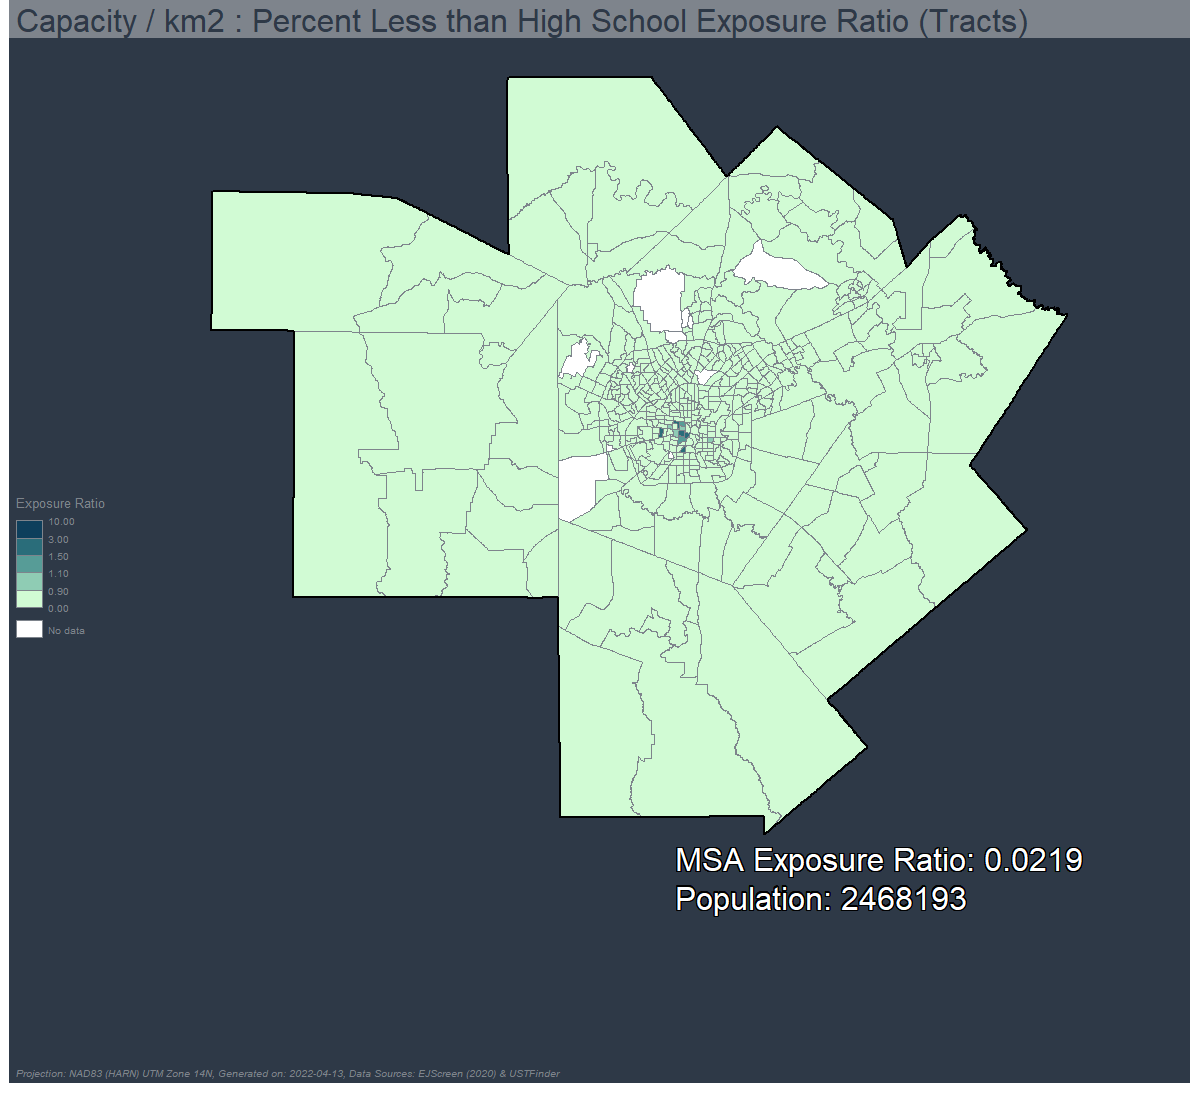 Capacity / km2 : Percent Less than High School Exposure Ratio (Tracts)
Exposure Ratio
10.00
3.00
1.50
1.10
0.90
0.00
No data
MSA Exposure Ratio: 0.0219
Population: 2468193
Projection: NAD83 (HARN) UTM Zone 14N, Generated on: 2022-04-13, Data Sources: EJScreen (2020) & USTFinder